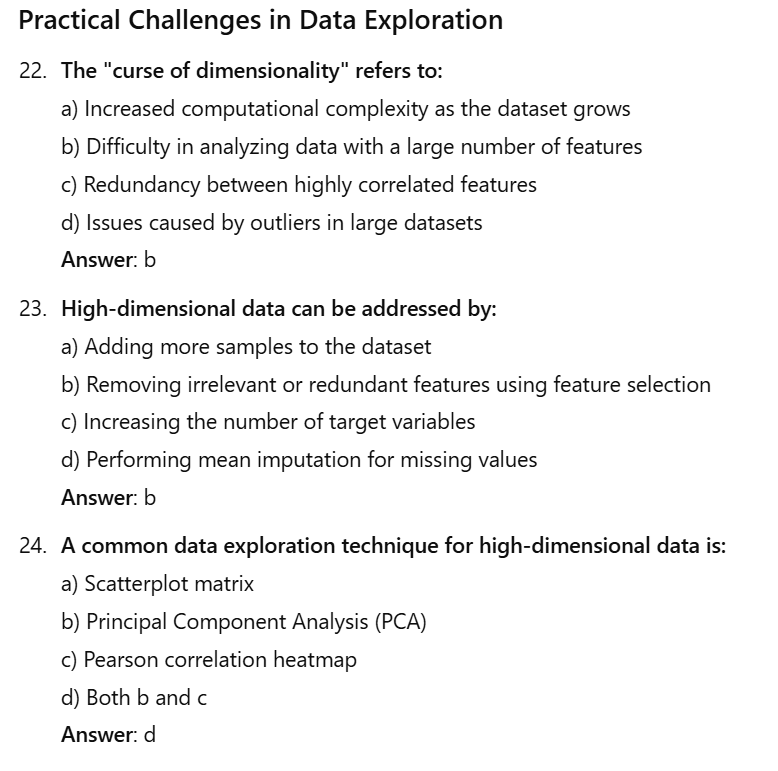 Practical Challenges in Data Exploration
22. The "curse of dimensionality" refers to:
a) Increased computational complexity as the dataset grows
b) Difficulty in analyzing data with a large number of features
c) Redundancy between highly correlated features
d) Issues caused by outliers in large datasets
Answer: b
23. High-dimensional data can be addressed by:
a) Adding more samples to the dataset
b) Removing irrelevant or redundant features using feature selection
c) Increasing the number of target variables
d) Performing mean imputation for missing values
Answer: b
24. A common data exploration technique for high-dimensional data is:
a) Scatterplot matrix
b) Principal Component Analysis (PCA)
c) Pearson correlation heatmap
d) Both b and c
Answer: d